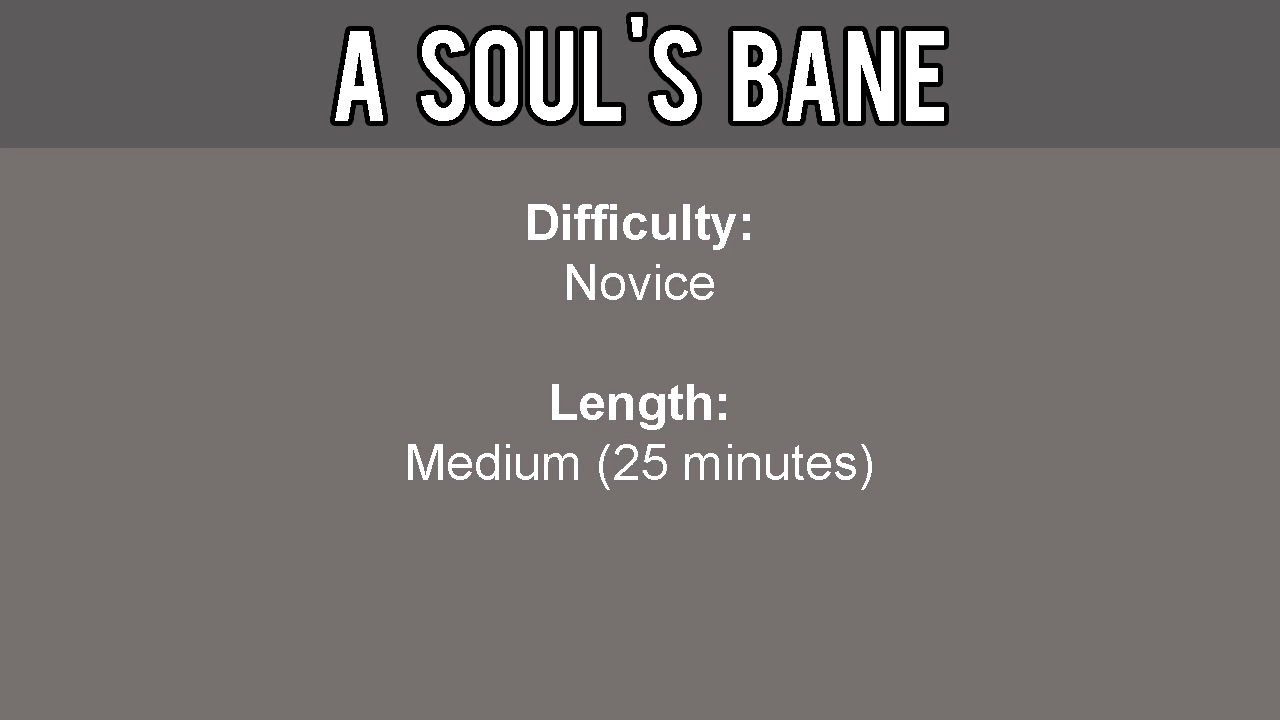 A SOUL'S BANE
Difficulty:
Novice
Length:
Medium (25 minutes)